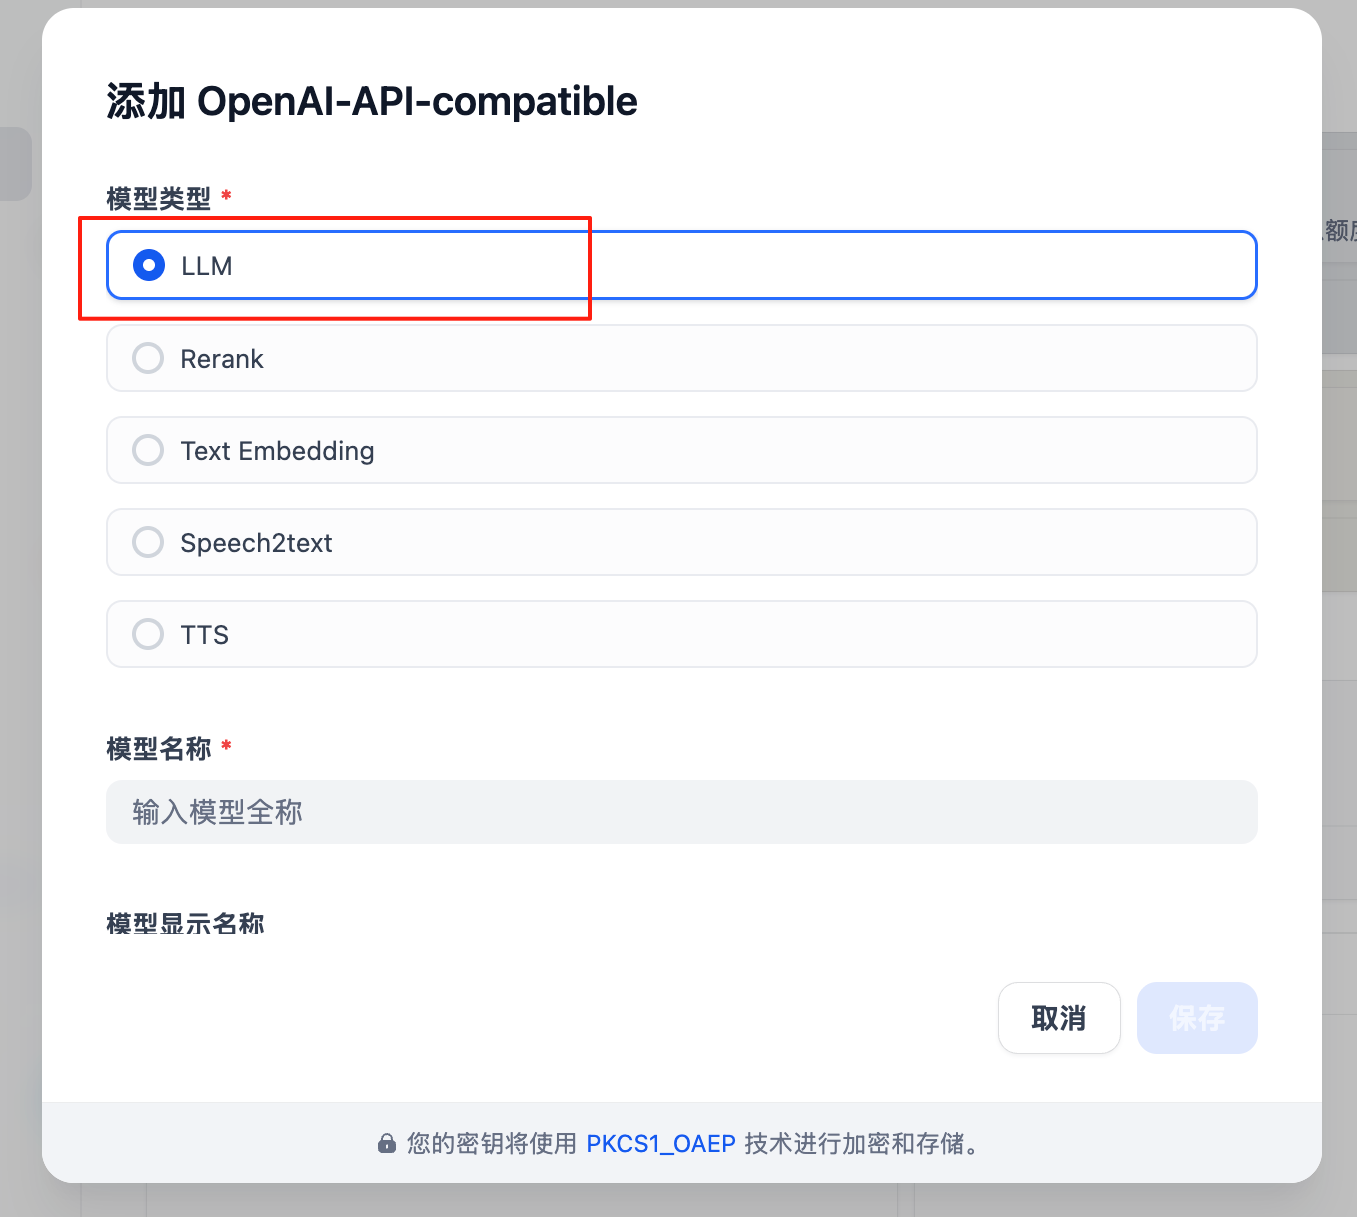 添加 OpenAI-API-compatible
模型类型 *
LLM
Rerank
Text Embedding
Speech2text
TTS
模型名称 *
输入模型全称
模型显示名称
取消
保存
您的密钥将使用 PKCS1_OAEP 技术进行加密和存储。